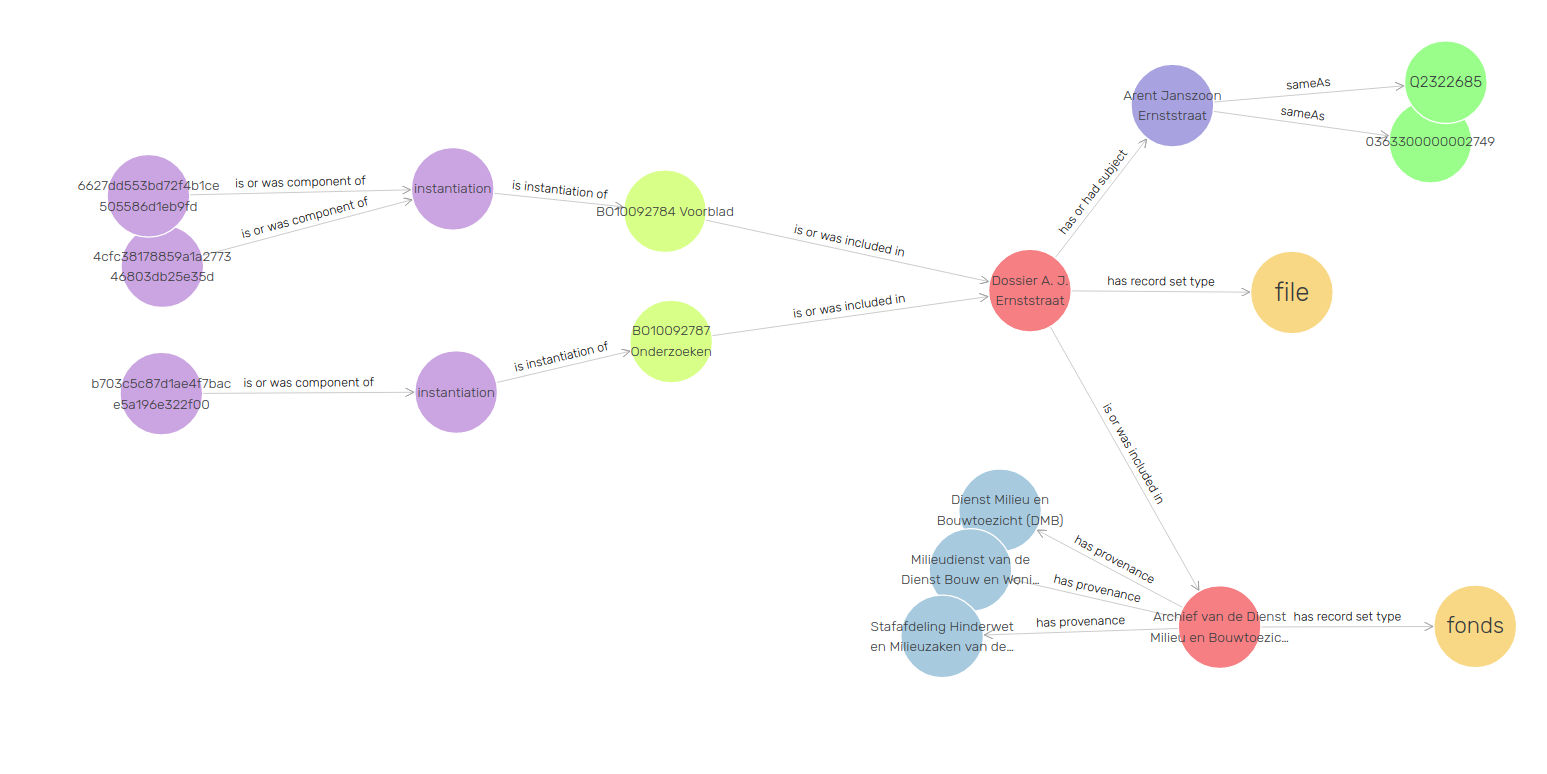 Q2322685
sameAs
Arent Janszoon
Ernststraat
sameAs
0363300000002749
has or had subject
6627dd553bd72f4b1ce
505586d1eb9fd
is or was component of
instantiation
is instantiation of
BO10092784 Voorblad
is or was component of
4cfc38178859a1a2773
46803db25e35d
is or was included in
Dossier A. J.
Ernststraat
has record set type
file
is or was included in
BO10092787
Onderzoeken
is instantiation of
b703c5c87d1ae4f7bac
e5a196e322f00
is or was component of
instantiation
is or was included in
Dienst Milieu en
Bouwtoezicht (DMB)
has provenance
Milieudienst van de
Dienst Bouw en Woni...
has provenance
Stafafdeling Hinderwet
en Milieuzaken van de...
has provenance
Archief van de Dienst
Milieu en Bouwtoezic...
has record set type
fonds